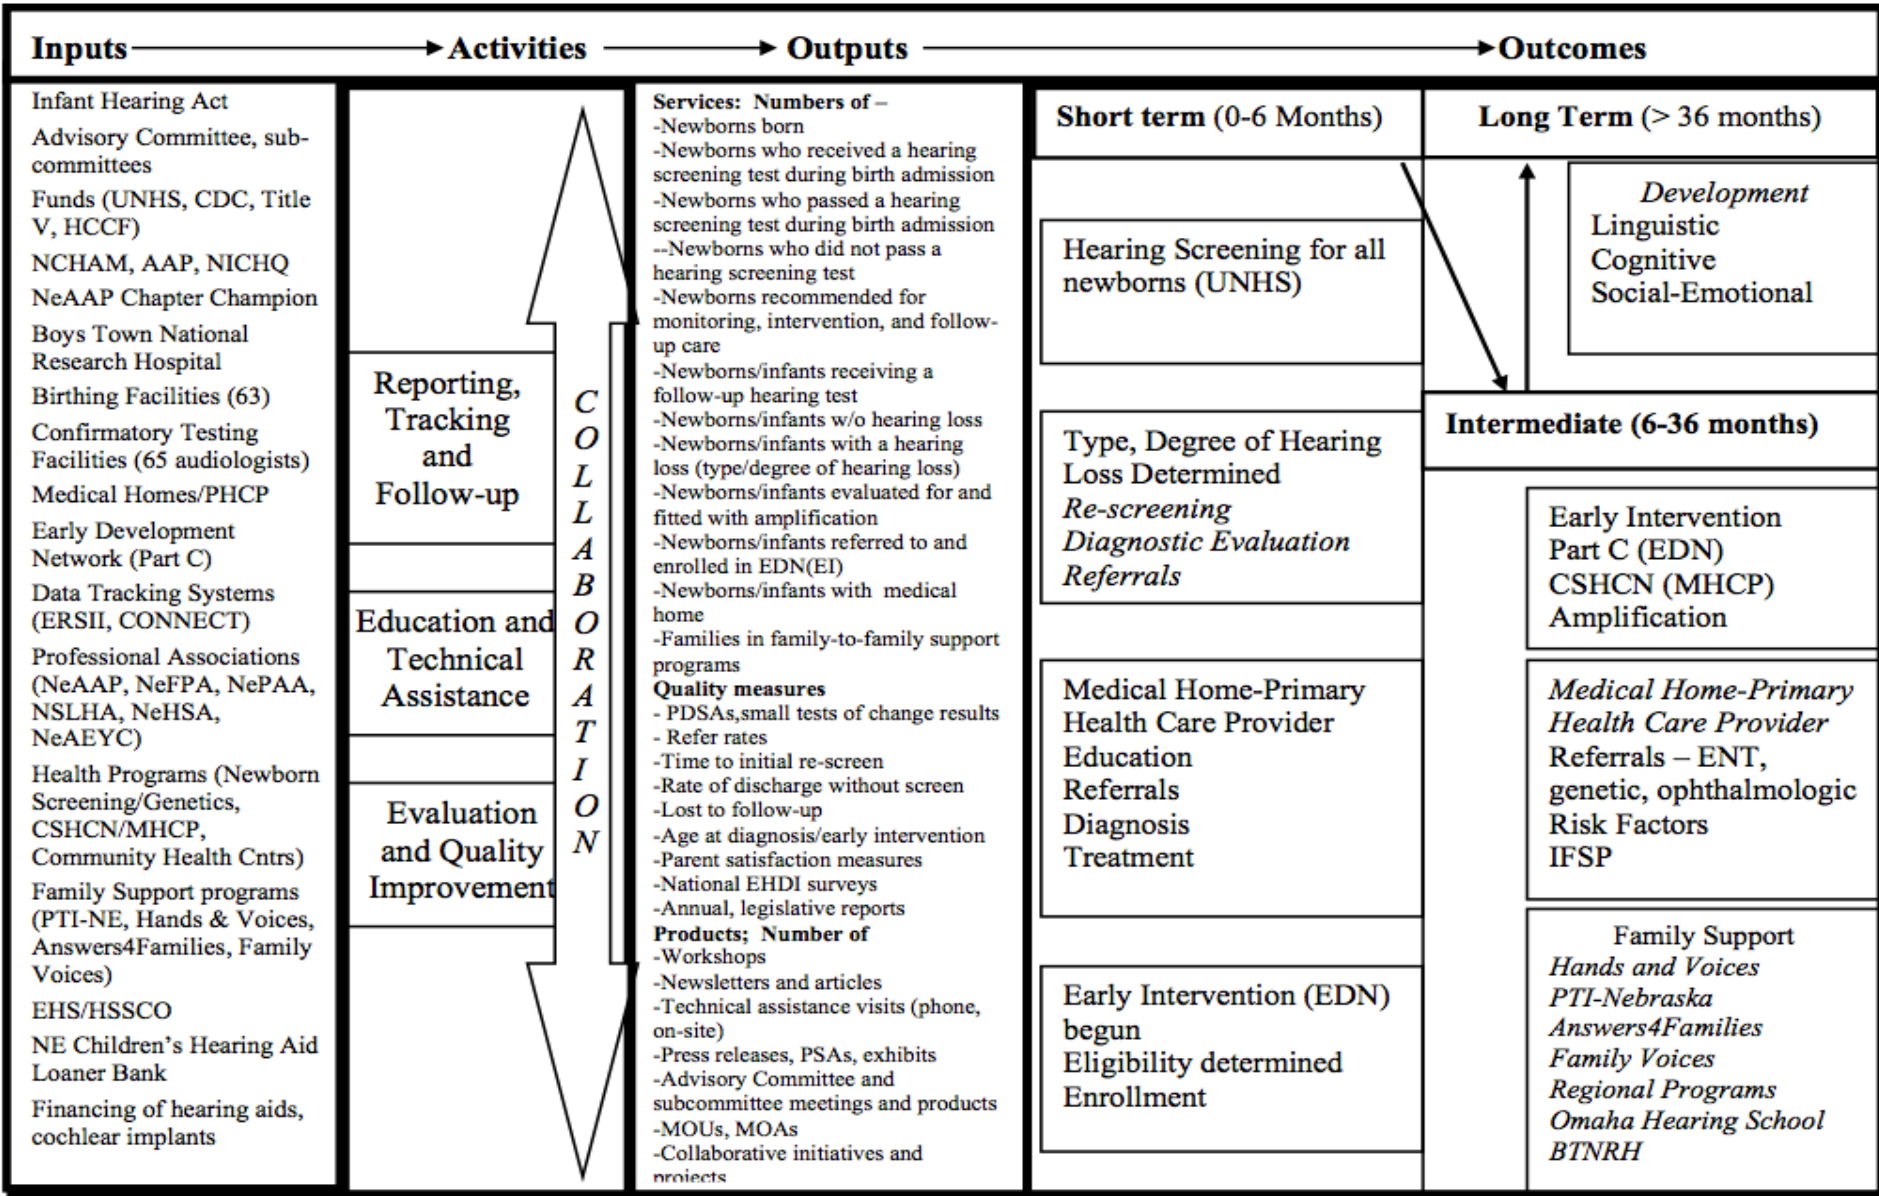 Inputs
Activities
Outputs
Outcomes
Infant Hearing Act
Advisory Committee, sub-
committees
Funds (UNHS, CDC, Title
V, HCCF)
NCHAM, AAP, NICHQ
NeAAP Chapter Champion
Boys Town National
Research Hospital
Birthing Facilities (63)
Confirmatory Testing
Facilities (65 audiologists)
Medical Homes/PHCP
Early Development
Network (Part C)
Data Tracking Systems
(ERSII, CONNECT)
Professional Associations
(NeAAP, NeFPA, NePAA,
NSLHA, NeHSA,
NeAEYC)
Health Programs (Newborn
Screening/Genetics,
CSHCN/MHCP,
Community Health Cntrs)
Family Support programs
(PTI-NE, Hands & Voices,
Answers4Families, Family
Voices)
EHS/HSSCO
NE Children's Hearing Aid
Loaner Bank
Financing of hearing aids,
cochlear implants
Reporting,
Tracking
and
Follow-up
Education and
Technical
Assistance
Evaluation
and Quality
Improvement
C
O
L
L
A
B
O
R
A
T
I
O
N
Services: Numbers of –
-Newborns born
-Newborns who received a hearing
screening test during birth admission
-Newborns who passed a hearing
screening test during birth admission
--Newborns who did not pass a
hearing screening test
-Newborns recommended for
monitoring, intervention, and follow-
up care
-Newborns/infants receiving a
follow-up hearing test
-Newborns/infants w/o hearing loss
-Newborns/infants with a hearing
loss (type/degree of hearing loss)
-Newborns/infants evaluated for and
fitted with amplification
-Newborns/infants referred to and
enrolled in EDN(EI)
-Newborns/infants with medical
home
-Families in family-to-family support
programs
Quality measures
- PDSAs,small tests of change results
- Refer rates
-Time to initial re-screen
-Rate of discharge without screen
-Lost to follow-up
-Age at diagnosis/early intervention
-Parent satisfaction measures
-National EHDI surveys
-Annual, legislative reports
Products; Number of
-Workshops
-Newsletters and articles
-Technical assistance visits (phone,
on-site)
-Press releases, PSAs, exhibits
-Advisory Committee and
subcommittee meetings and products
-MOUs, MOAs
-Collaborative initiatives and
projects
Short term (0-6 Months)
Hearing Screening for all
newborns (UNHS)
Type, Degree of Hearing
Loss Determined
Re-screening
Diagnostic Evaluation
Referrals
Medical Home-Primary
Health Care Provider
Education
Referrals
Diagnosis
Treatment
Early Intervention (EDN)
begun
Eligibility determined
Enrollment
Long Term (> 36 months)
Development
Linguistic
Cognitive
Social-Emotional
Intermediate (6-36 months)
Early Intervention
Part C (EDN)
CSHCN (MHCP)
Amplification
Medical Home-Primary
Health Care Provider
Referrals – ENT,
genetic, ophthalmologic
Risk Factors
IFSP
Family Support
Hands and Voices
PTI-Nebraska
Answers4Families
Family Voices
Regional Programs
Omaha Hearing School
BTNRH